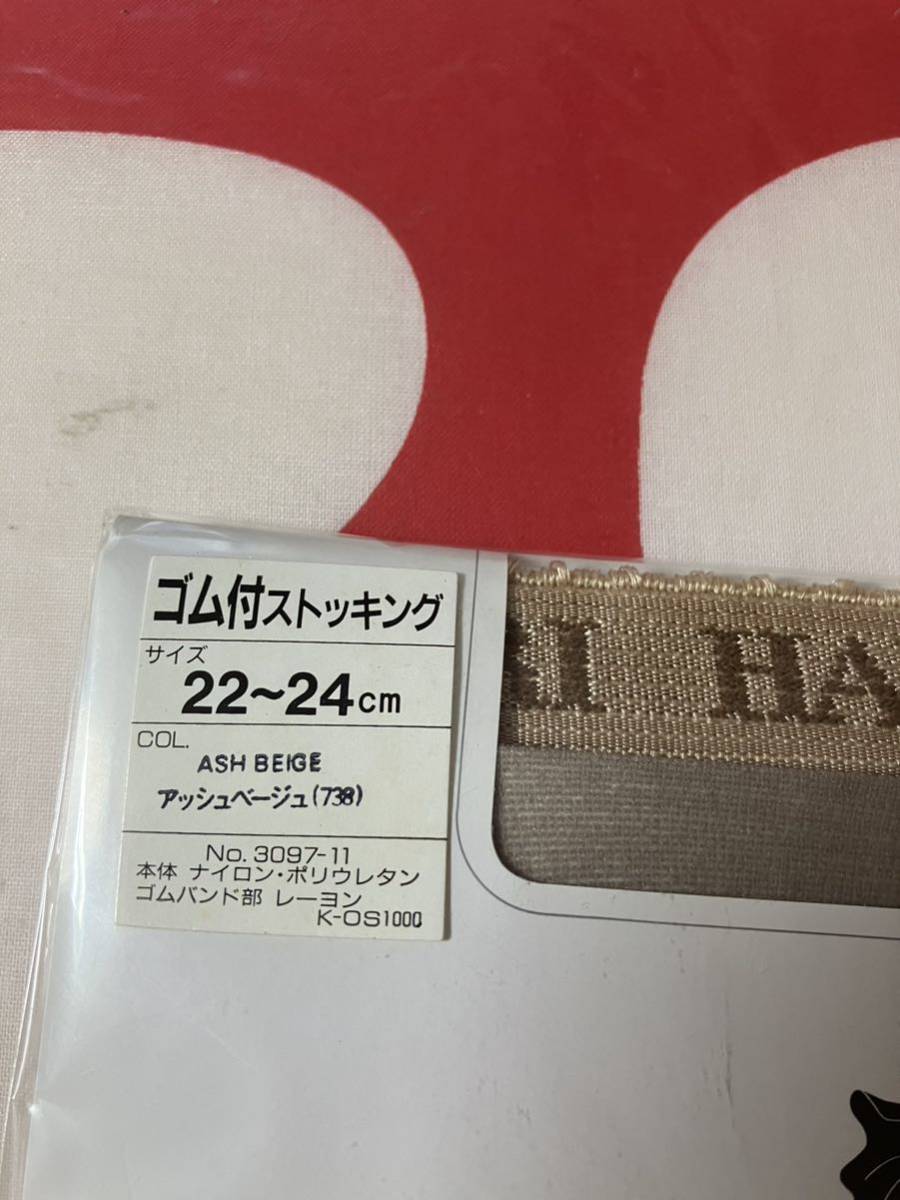 ゴム付ストッキング
サイズ
22~24cm
COL.
ASH BEIGE
アッシュベージュ(738)
No.3097-11
本体 ナイロン・ポリウレタン
ゴムバンド部 レーヨン
K-OS1000
HA